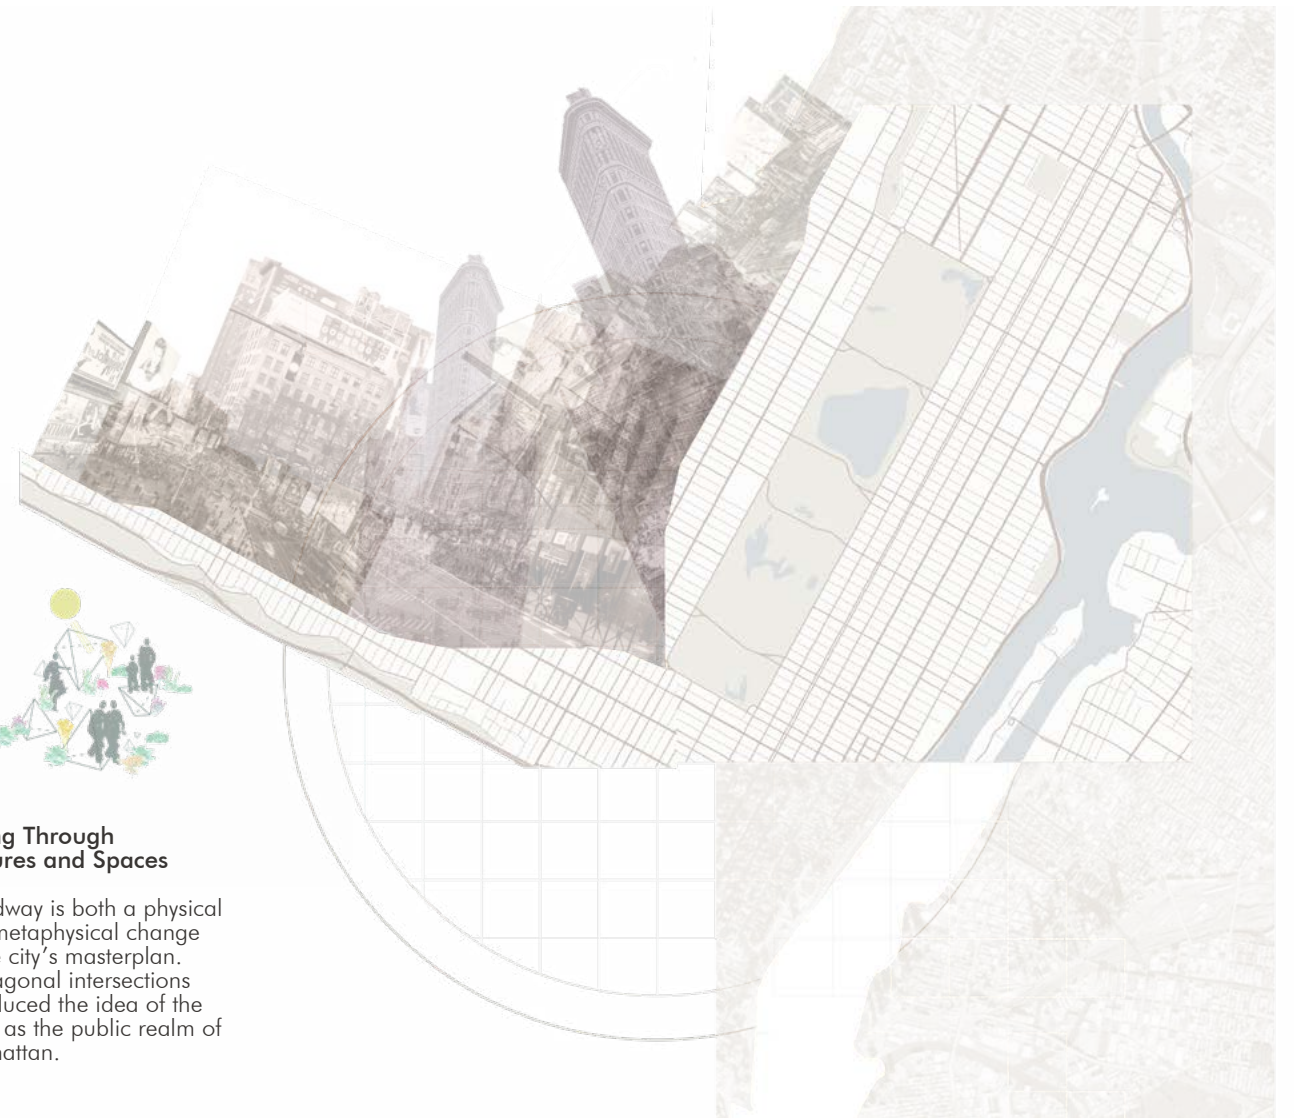 ng Through
ures and Spaces
dway is both a physical
metaphysical change
e city's masterplan.
agonal intersections
duced the idea of the
as the public realm of
hattan.